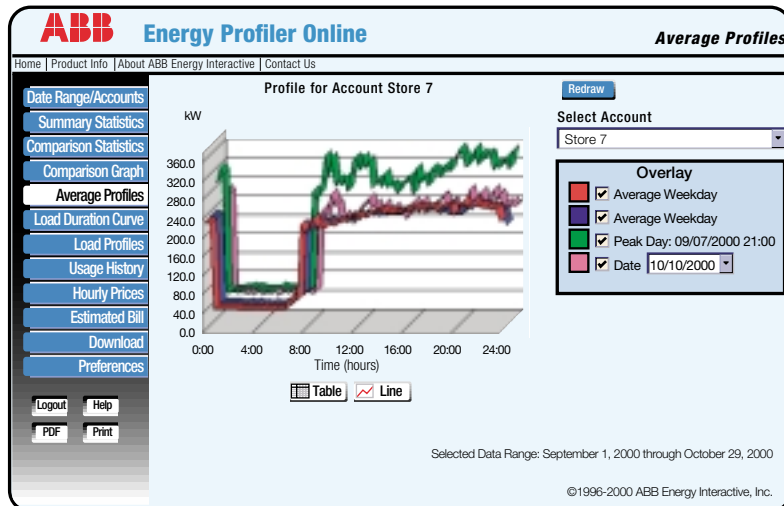 ABB Energy Profiler Online
Average Profiles
Home | Product Info | About ABB Energy Interactive | Contact Us
Date Range/Accounts
Summary Statistics
Comparison Statistics
Comparison Graph
Average Profiles
Load Duration Curve
Load Profiles
Usage History
Hourly Prices
Estimated Bill
Download
Preferences
Logout Help
PDF Print
Profile for Account Store 7
kW
360.0
320.0
280.0
240.0
200.0
160.0
120.0
80.0
40.0
0.0
0:00 4:00 8:00 12:00 16:00 20:00 24:00
Time (hours)
Table Line
Redraw
Select Account
Store 7
Overlay
Average Weekday
Average Weekday
Peak Day: 09/07/2000 21:00
Date 10/10/2000
Selected Data Range: September 1, 2000 through October 29, 2000
©1996-2000 ABB Energy Interactive, Inc.